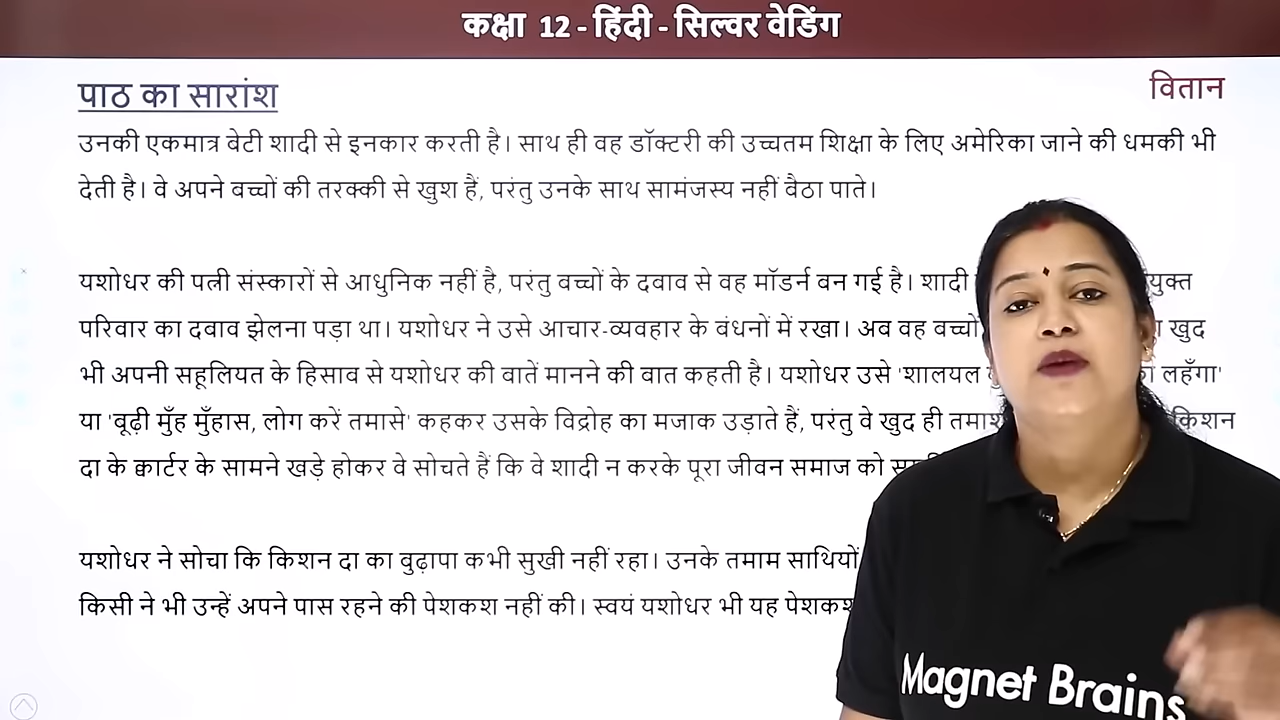 कक्षा 12 - हिंदी - सिल्वर वेडिंग
पाठ का सारांश
वितान
उनकी एकमात्र बेटी शादी से इनकार करती है। साथ ही वह डॉक्टरी की उच्चतम शिक्षा के लिए अमेरिका जाने की धमकी भी
देती है। वे अपने बच्चों की तरक्की से खुश हैं, परंतु उनके साथ सामंजस्य नहीं बैठा पाते।
यशोधर की पत्नी संस्कारों से आधुनिक नहीं है, परंतु बच्चों के दवाव से वह मॉडर्न बन गई है। शादी युक्त
परिवार का दवाव झेलना पड़ा था। यशोधर ने उसे आचार-व्यवहार के बंधनों में रखा। अब वह बच्चों खुद
भी अपनी सहूलियत के हिसाब से यशोधर की बातें मानने की बात कहती है। यशोधर उसे 'शालयल लहँगा'
या 'बूढ़ी मुँह मुँहासे, लोग करें तमासे' कहकर उसके विद्रोह का मजाक उड़ाते हैं, परंतु वे खुद ही किशन
दा के क्वार्टर के सामने खड़े होकर वे सोचते हैं कि वे शादी न करके पूरा जीवन समाज को
यशोधर ने सोचा कि किशन दा का बुढ़ापा कभी सुखी नहीं रहा। उनके तमाम साथियों
किसी ने भी उन्हें अपने पास रहने की पेशकश नहीं की। स्वयं यशोधर भी यह पेशकश
Magnet Brains